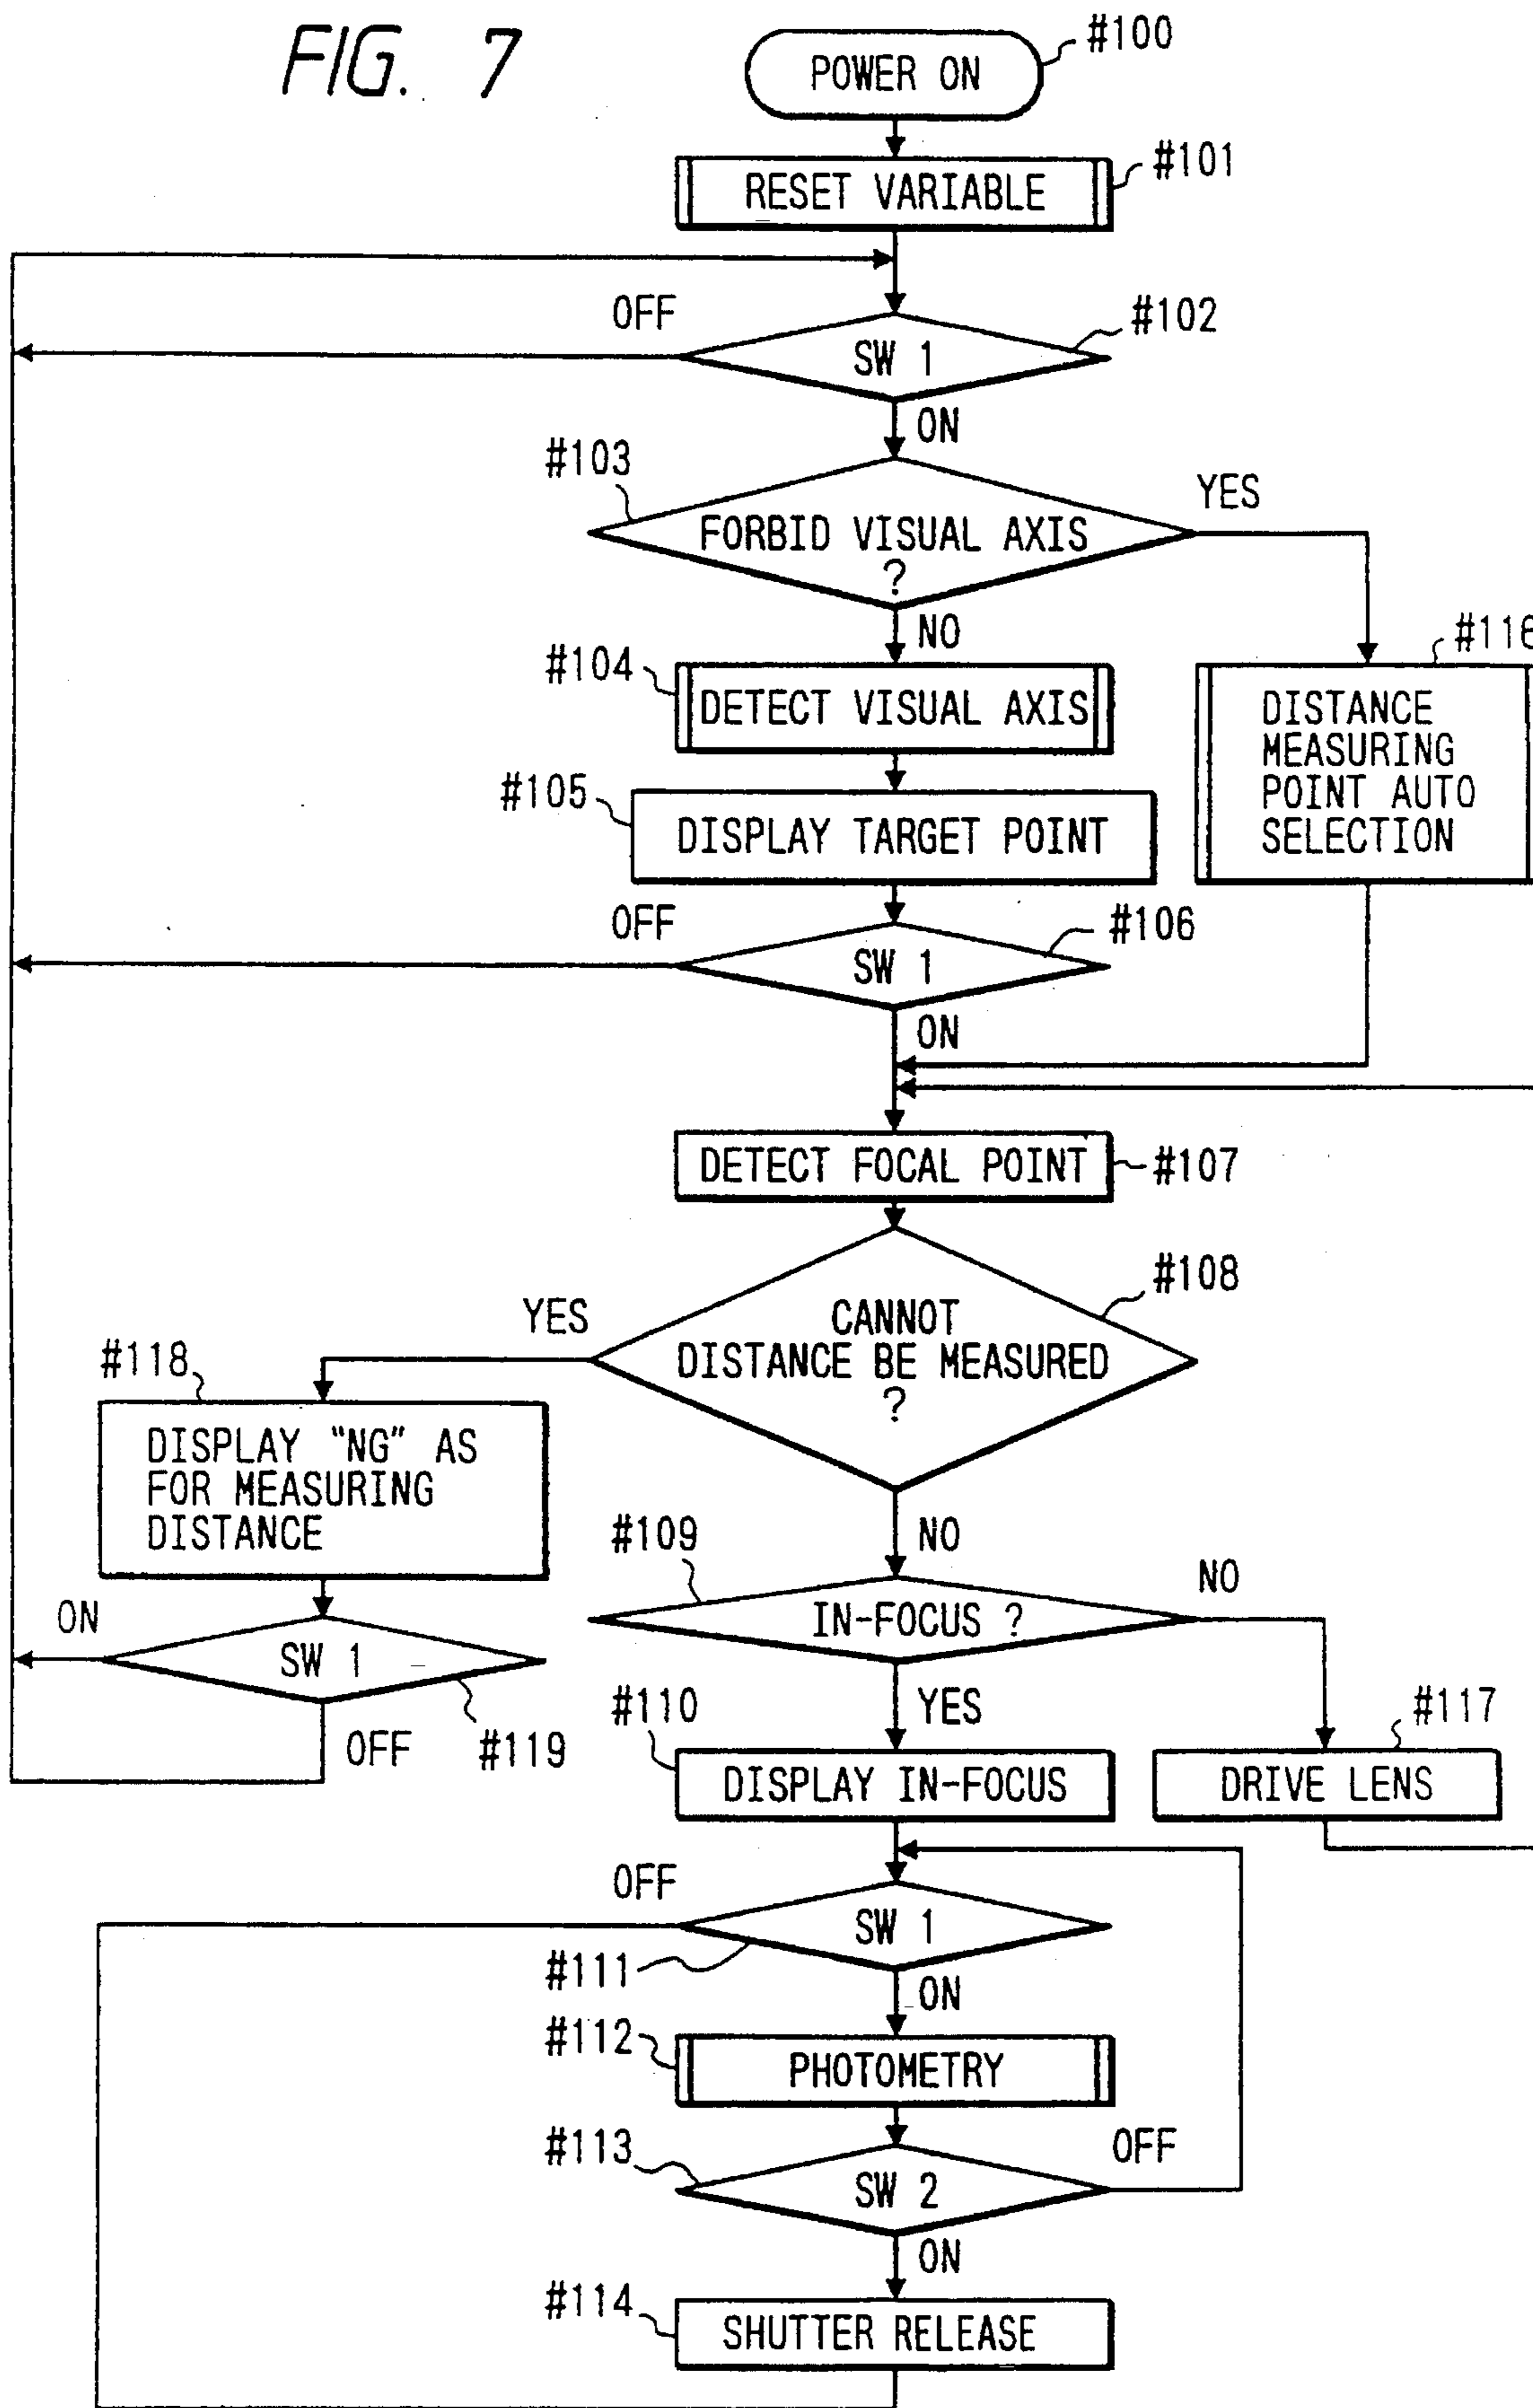 FIG. 7
POWER ON
#100
RESET VARIABLE
#101
OFF
SW 1
#102
ON
#103
FORBID VISUAL AXIS
?
YES
NO
#104
DETECT VISUAL AXIS
#116
DISTANCE
MEASURING
POINT AUTO
SELECTION
#105
DISPLAY TARGET POINT
OFF
SW 1
#106
ON
DETECT FOCAL POINT
#107
CANNOT
DISTANCE BE MEASURED
?
#108
YES
#118
DISPLAY "NG" AS
FOR MEASURING
DISTANCE
NO
#109
IN-FOCUS ?
NO
ON
SW 1
OFF
#119
YES
#110
DISPLAY IN-FOCUS
#117
DRIVE LENS
OFF
SW 1
#111
ON
#112
PHOTOMETRY
#113
SW 2
OFF
ON
#114
SHUTTER RELEASE